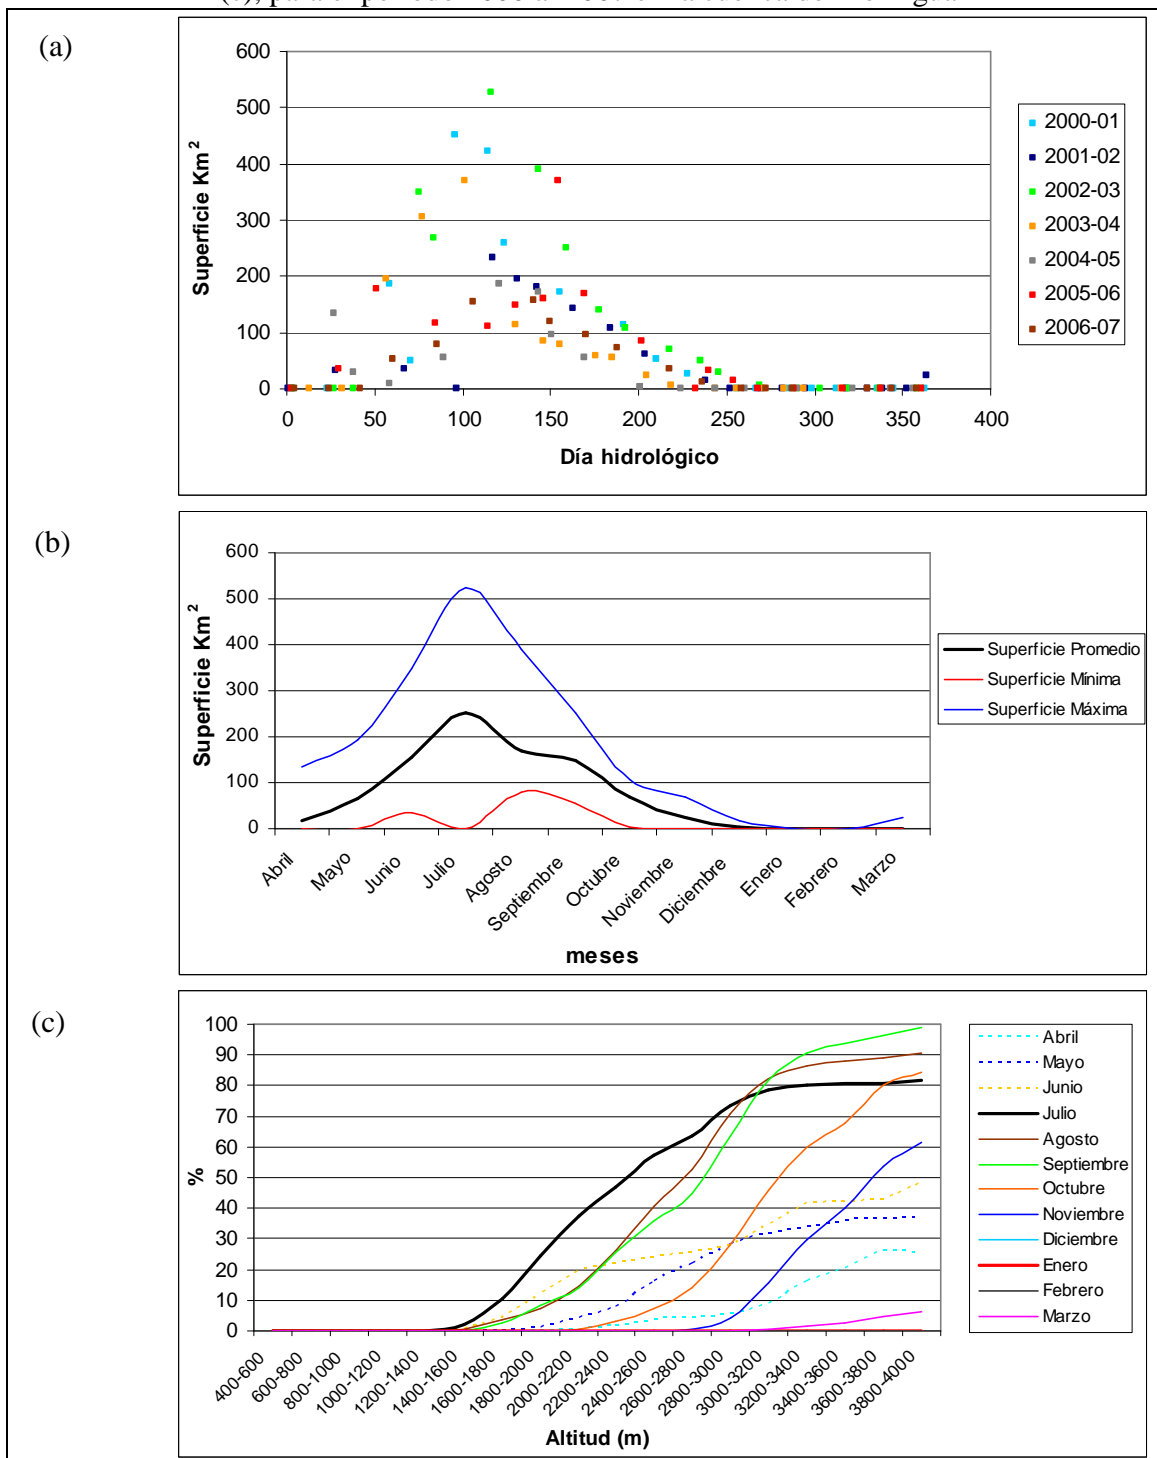 (a)
600
500
400
300
200
100
0
Superficie Km²
0 50 100 150 200 250 300 350 400
Día hidrológico
2000-01
2001-02
2002-03
2003-04
2004-05
2005-06
2006-07
(b)
600
500
400
300
200
100
0
Superficie Km²
Abril Mayo Junio Julio Agosto Septiembre Octubre Noviembre Diciembre Enero Febrero Marzo
meses
Superficie Promedio
Superficie Mínima
Superficie Máxima
(c)
100
90
80
70
60
50
40
30
20
10
0
%
400-600 600-800 800-1000 1000-1200 1200-1400 1400-1600 1600-1800 1800-2000 2000-2200 2200-2400 2400-2600 2600-2800 2800-3000 3000-3200 3200-3400 3400-3600 3600-3800 3800-4000
Altitud (m)
Abril
Mayo
Junio
Julio
Agosto
Septiembre
Octubre
Noviembre
Diciembre
Enero
Febrero
Marzo